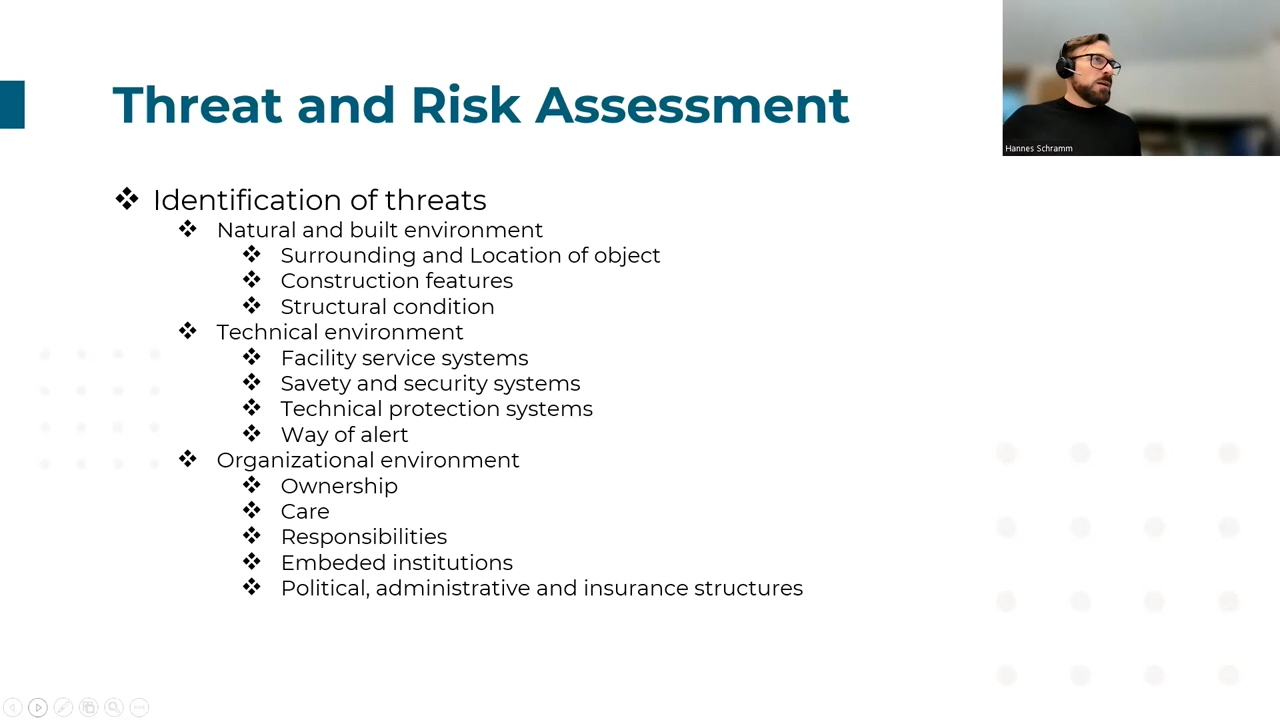 Threat and Risk Assessment
Hannes Schramm
Identification of threats
Natural and built environment
Surrounding and Location of object
Construction features
Structural condition
Technical environment
Facility service systems
Savety and security systems
Technical protection systems
Way of alert
Organizational environment
Ownership
Care
Responsibilities
Embeded institutions
Political, administrative and insurance structures